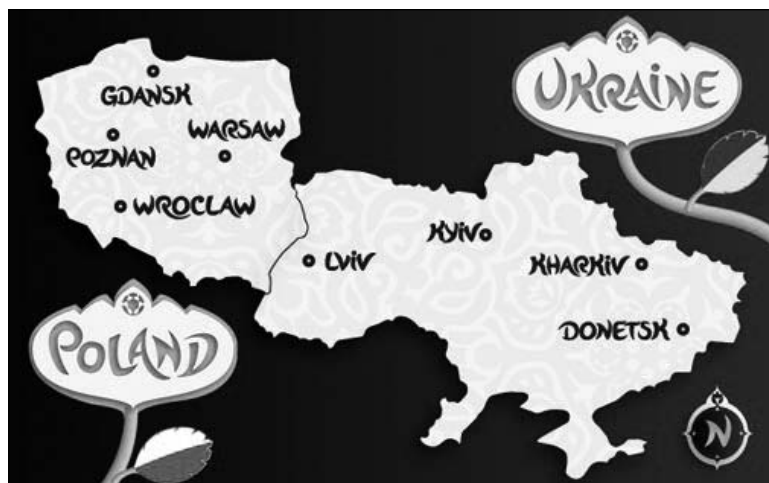 GDANSK
UKRAINE
POZNAN
WARSAW
WROCLAW
KYIV
LVIV
KHARKIV
DONETSK
POLAND
N